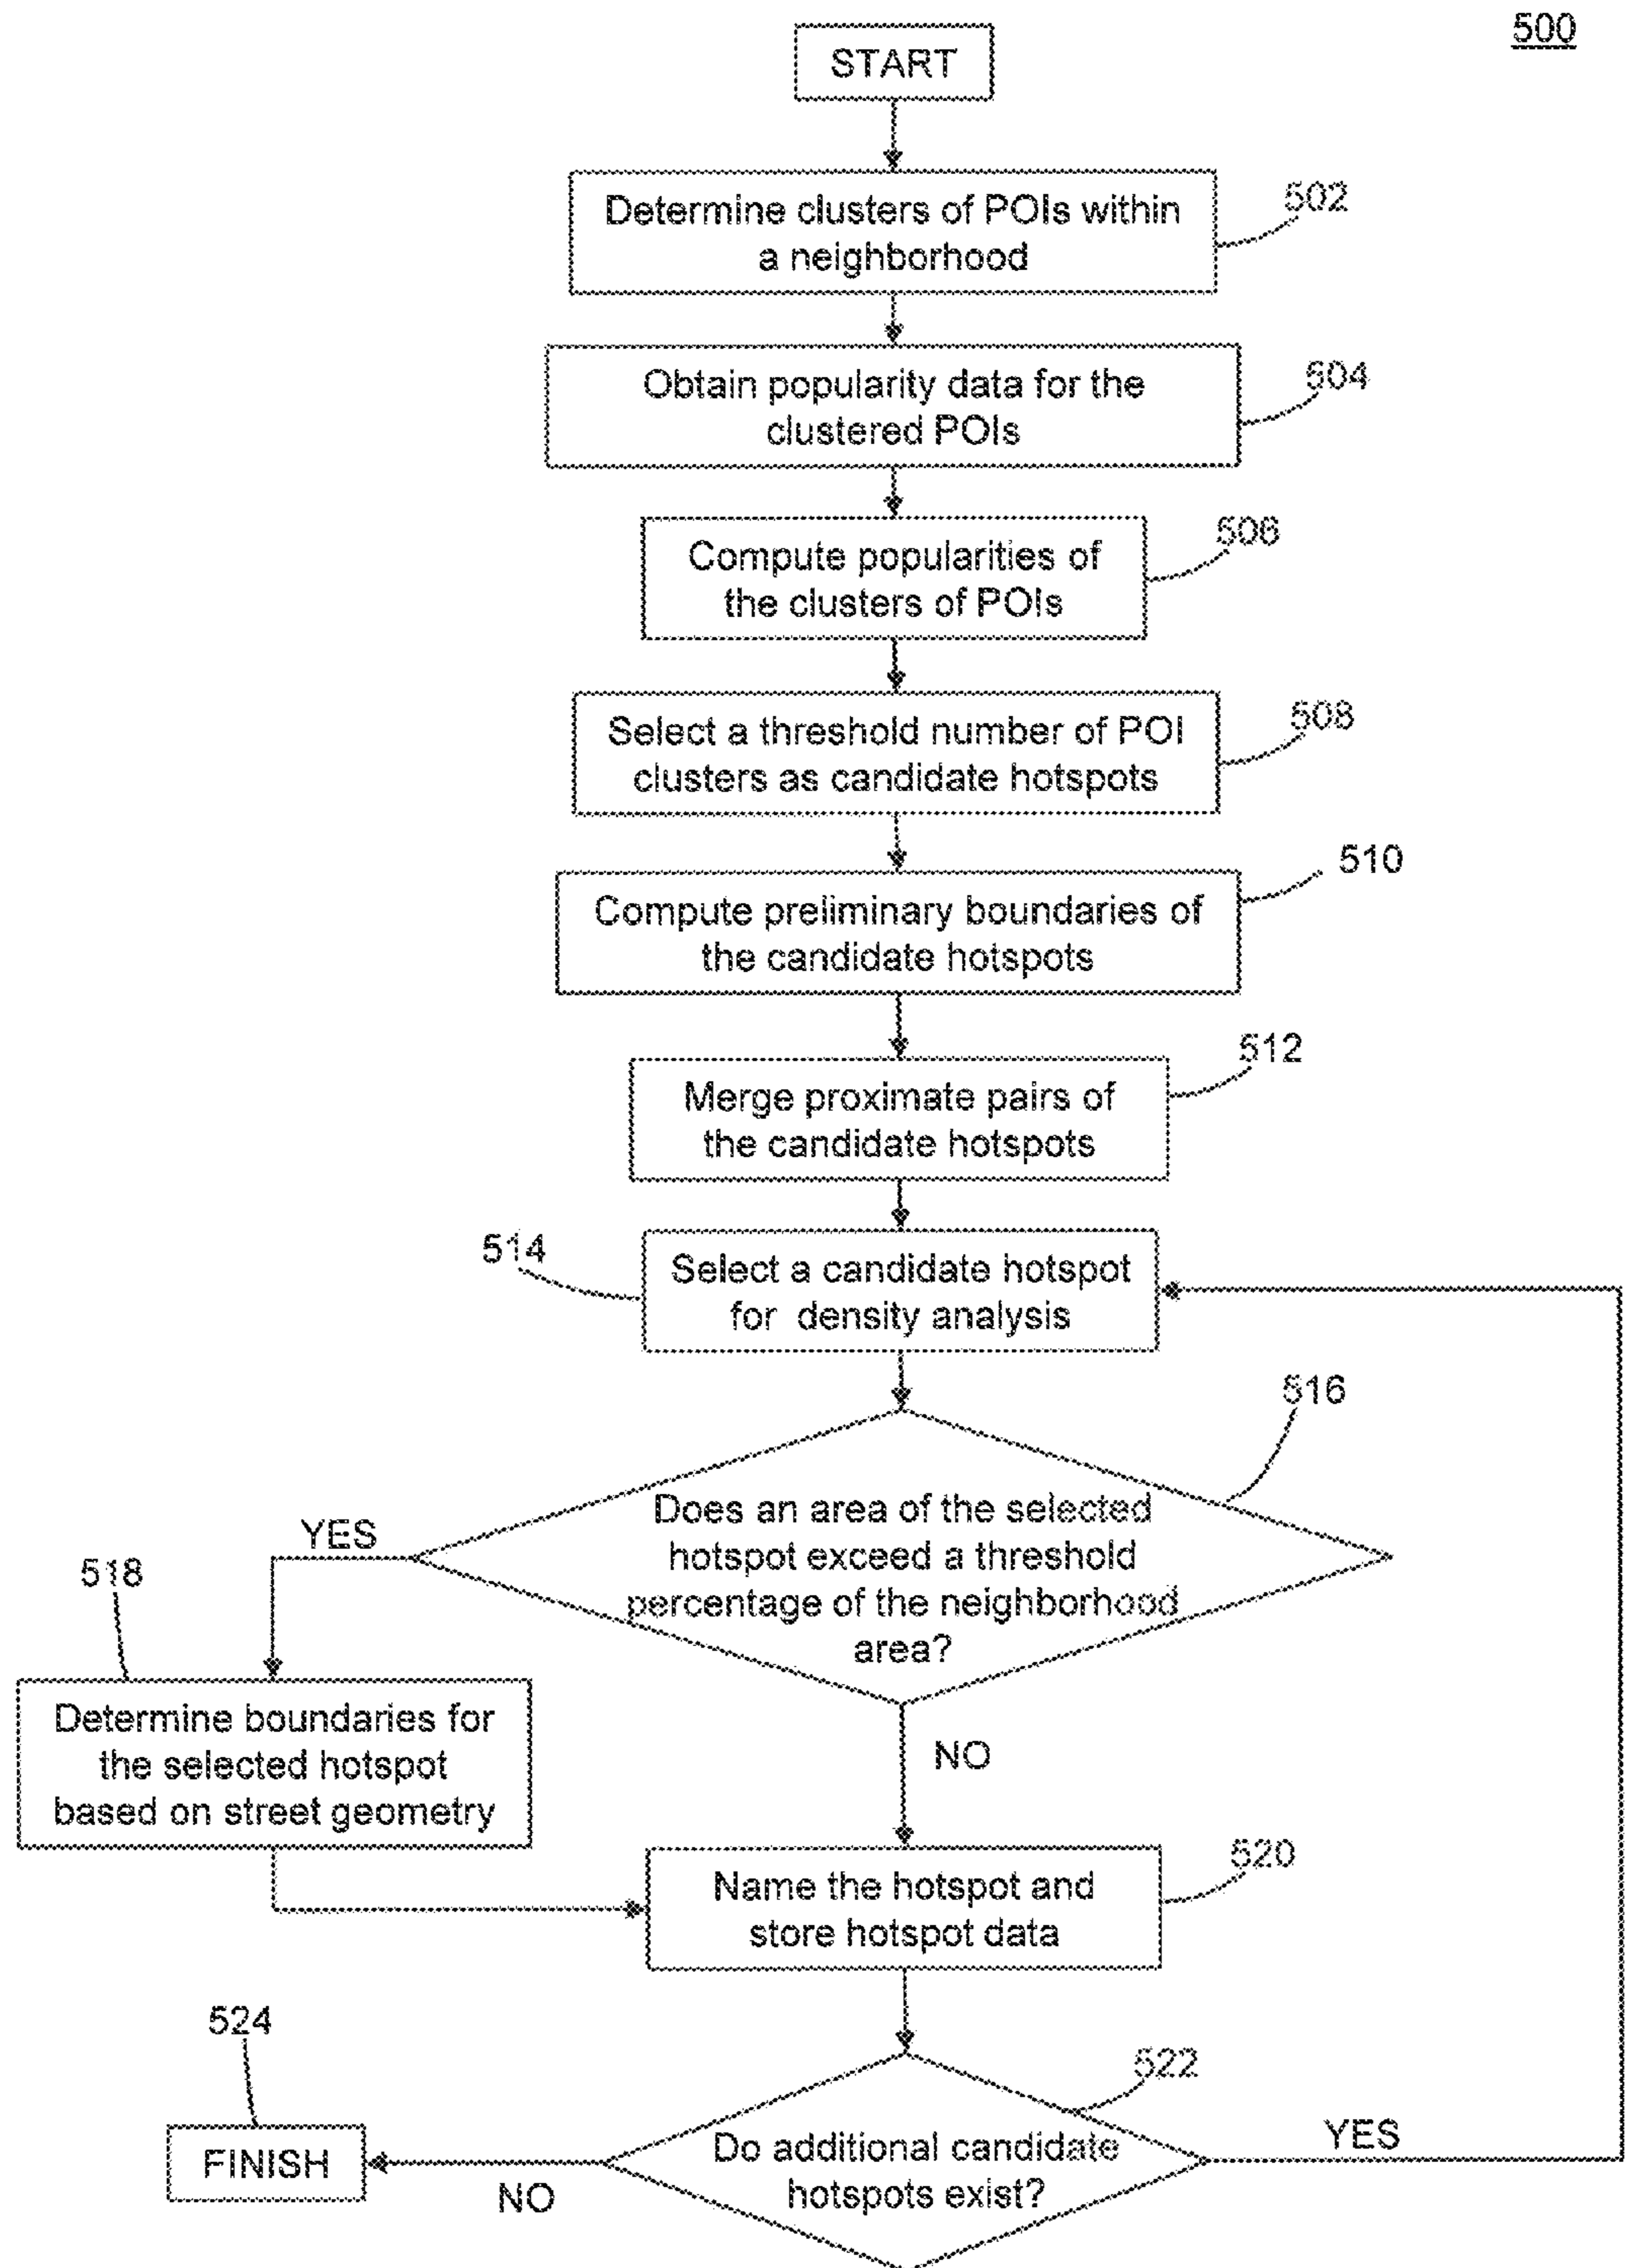 500
START
Determine clusters of POIs within
a neighborhood
502
Obtain popularity data for the
clustered POIs
504
Compute popularities of
the clusters of POIs
506
Select a threshold number of POI
clusters as candidate hotspots
508
Compute preliminary boundaries of
the candidate hotspots
510
Merge proximate pairs of
the candidate hotspots
512
514
Select a candidate hotspot
for density analysis
516
Does an area of the selected
hotspot exceed a threshold
percentage of the neighborhood
area?
YES
518
Determine boundaries for
the selected hotspot
based on street geometry
NO
520
Name the hotspot and
store hotspot data
524
FINISH
522
Do additional candidate
hotspots exist?
NO
YES